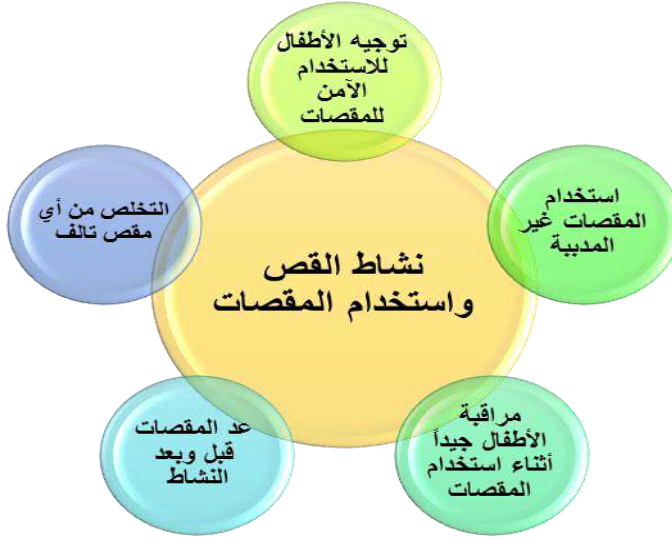 توجيه الأطفال
للاستخدام
الآمن
للمقصات
استخدام
المقصات غير
المدببة
مراقبة
الأطفال جيداً
أثناء استخدام
المقصات
عد المقصات
قبل وبعد
النشاط
التخلص من أي
مقص تالف
نشاط القص
واستخدام المقصات